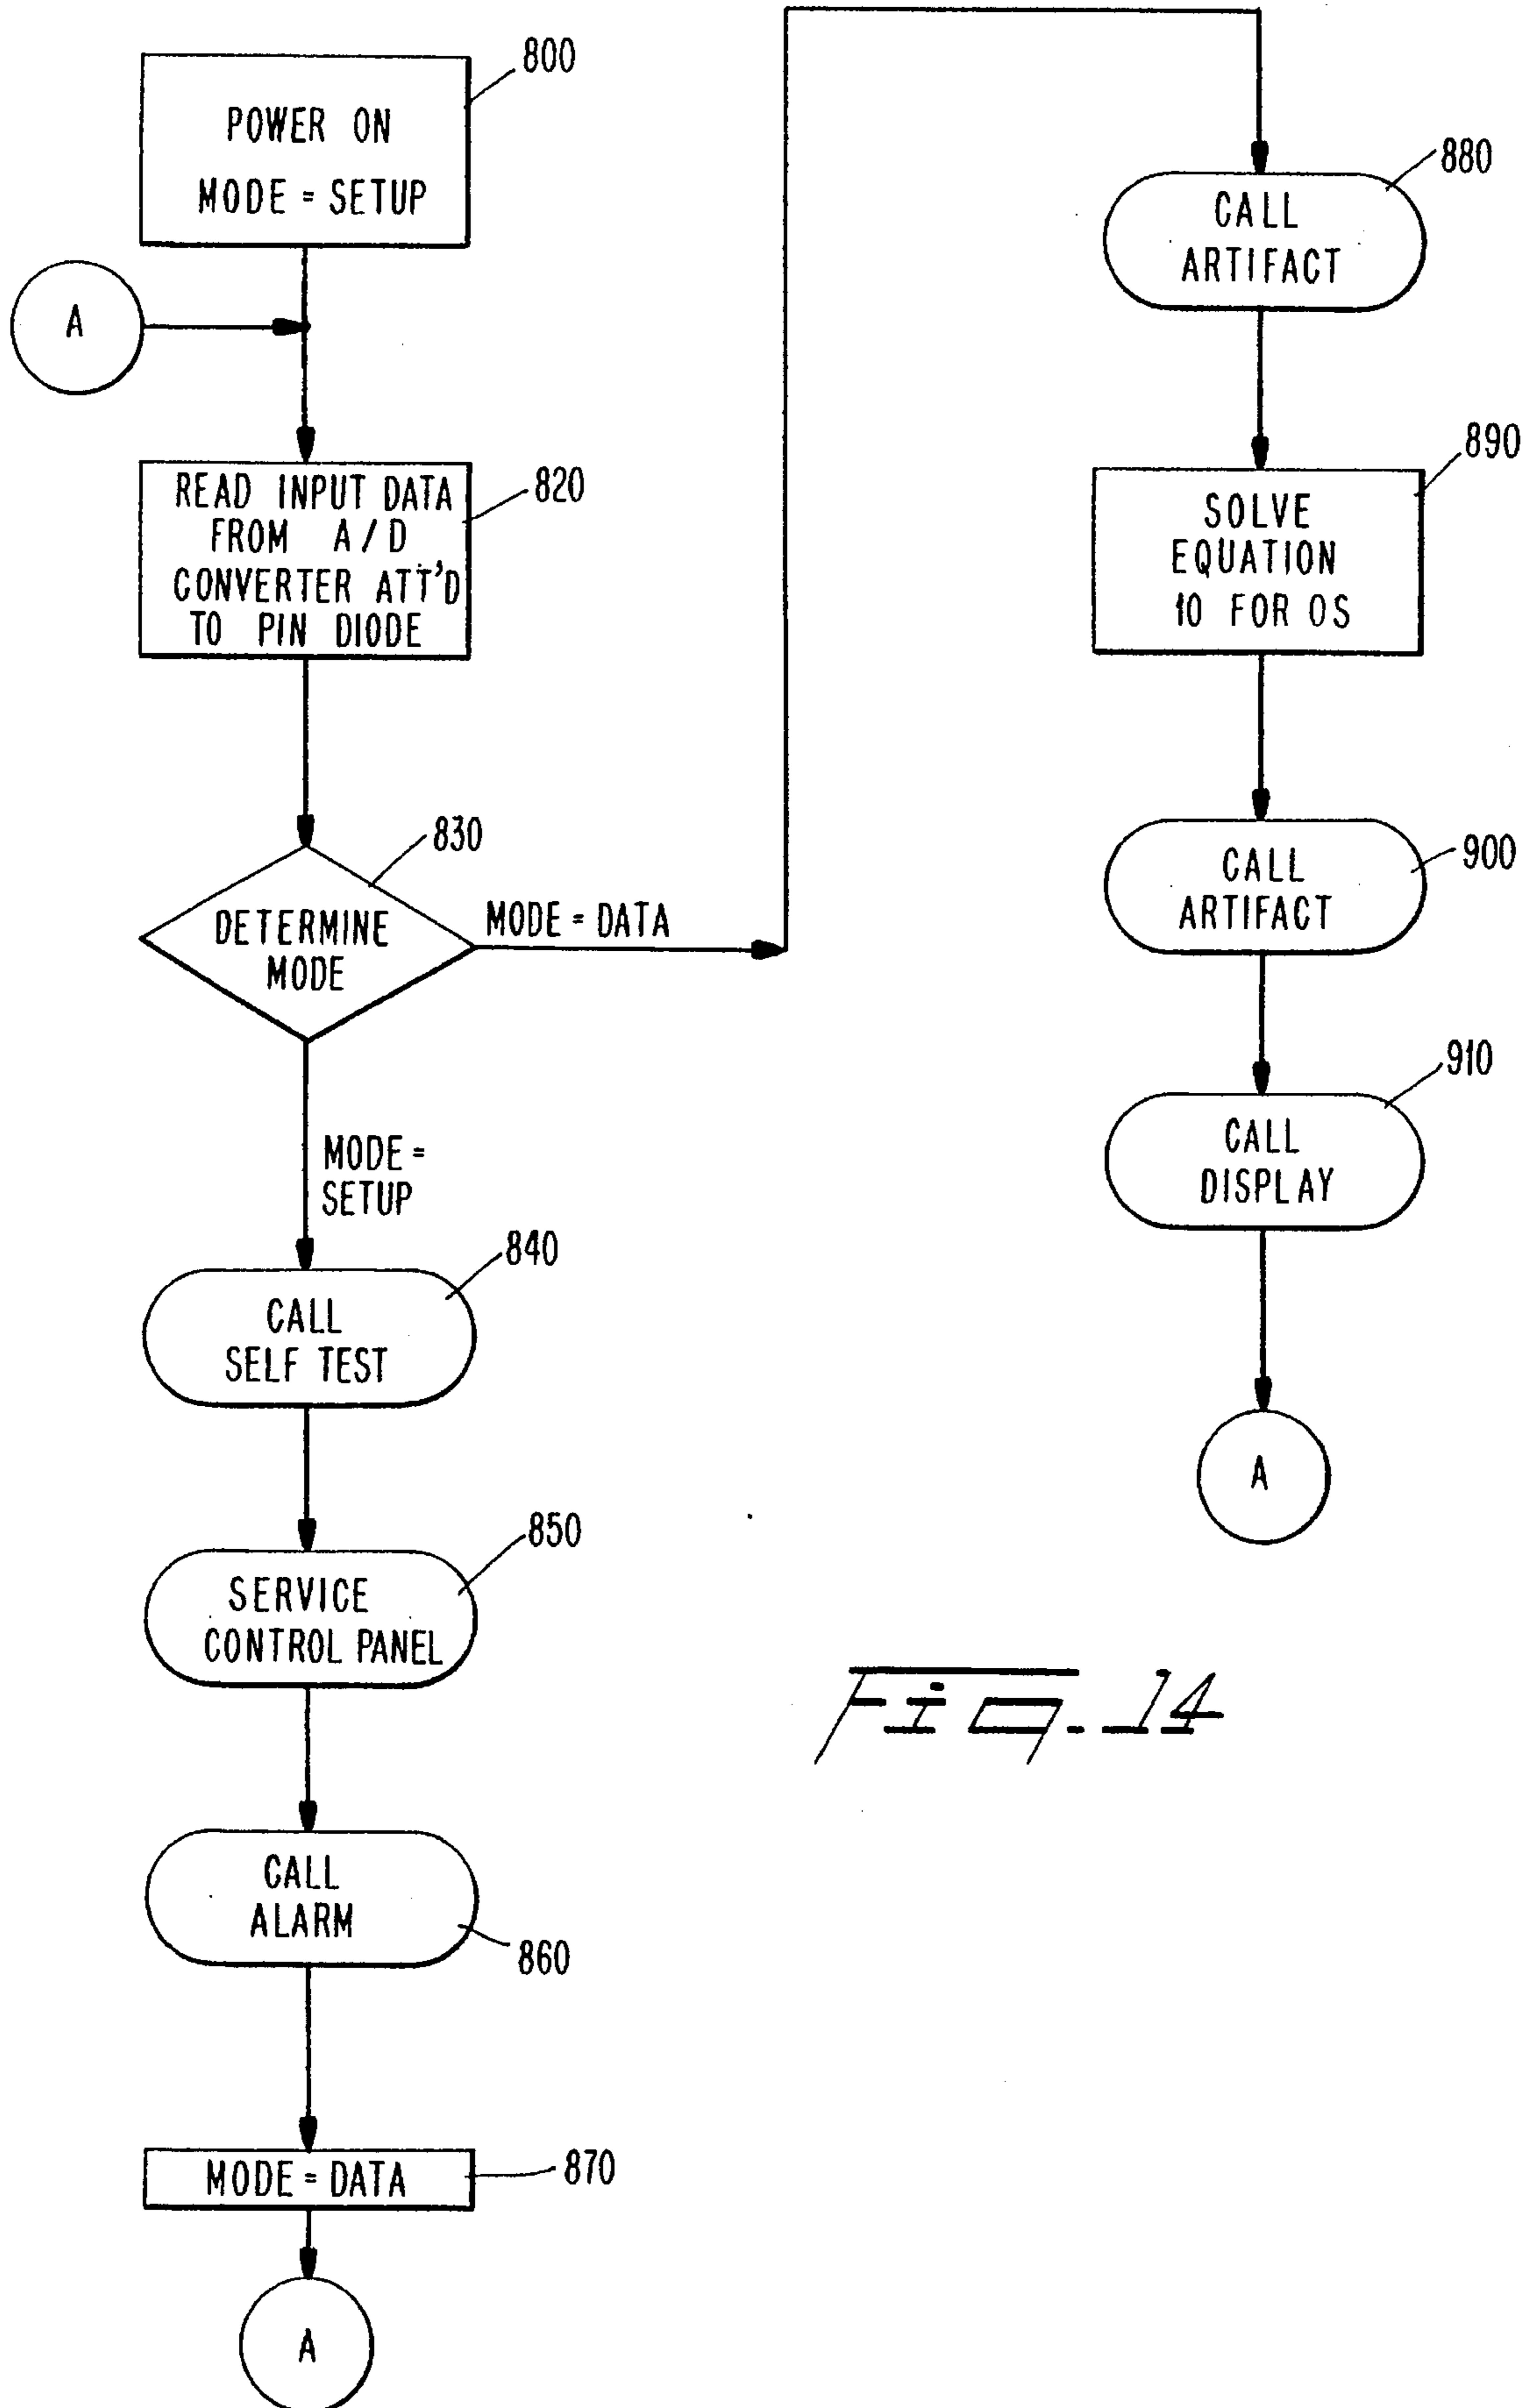 800
POWER ON
MODE = SETUP
A
820
READ INPUT DATA
FROM A/D
CONVERTER ATT'D
TO PIN DIODE
830
DETERMINE
MODE
MODE = DATA
MODE =
SETUP
840
CALL
SELF TEST
850
SERVICE
CONTROL PANEL
CALL
ALARM
860
MODE = DATA
870
A
880
CALL
ARTIFACT
890
SOLVE
EQUATION
10 FOR OS
900
CALL
ARTIFACT
910
CALL
DISPLAY
A
Fig. 14